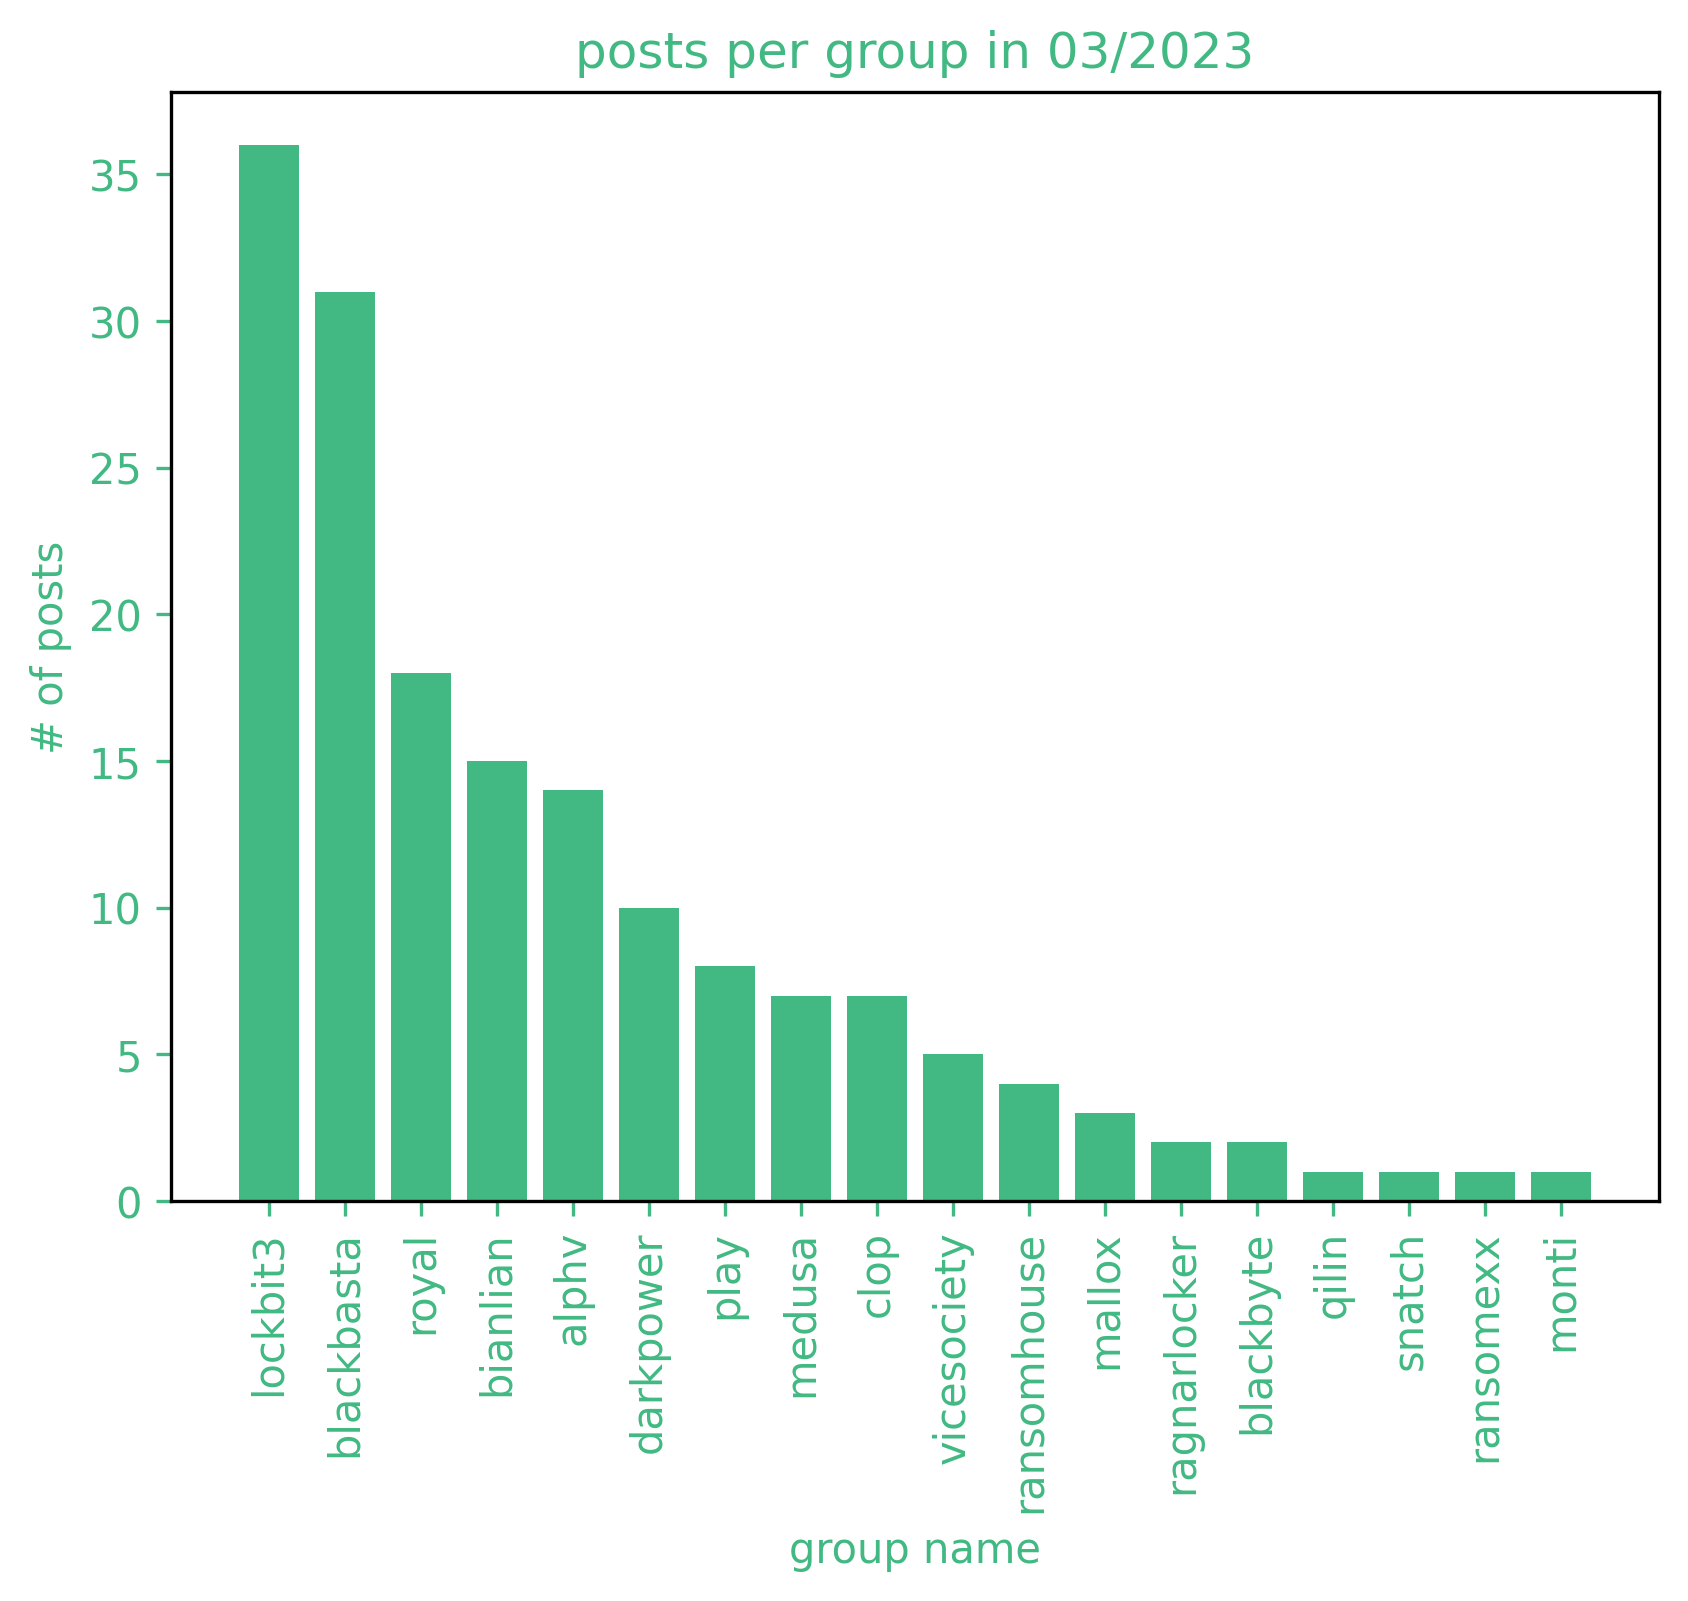 posts per group in 03/2023
# of posts
35
30
25
20
15
10
5
0
lockbit3
blackbasta
royal
bianlian
alphv
darkpower
play
medusa
clop
vicesociety
ransomhouse
mallox
ragnarlocker
blackbyte
qilin
snatch
ransomexx
monti
group name